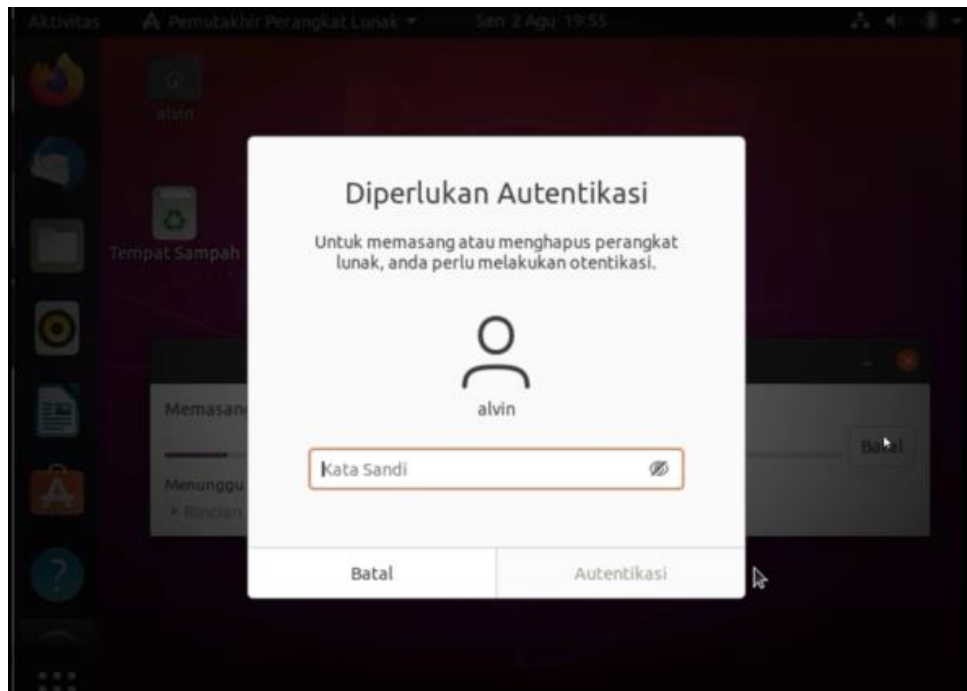 Aktivitas
Pemutakhir Perangkat Lunak
Sen 2 Agu 19:55
alvin
Tempat Sampah
Diperlukan Autentikasi
Untuk memasang atau menghapus perangkat
lunak, anda perlu melakukan otentikasi.
alvin
Kata Sandi
Batal
Autentikasi
Memasan
Batal
Menunggu
Rincian